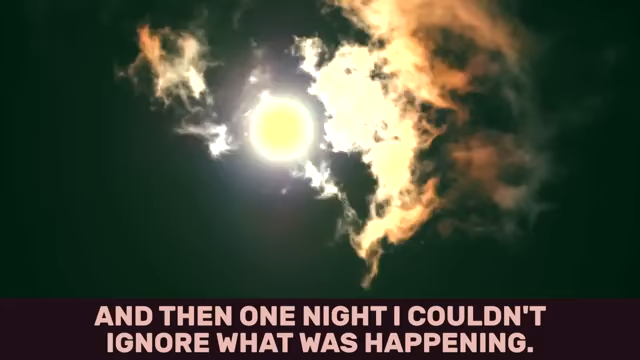 AND THEN ONE NIGHT I COULDN'T
IGNORE WHAT WAS HAPPENING.